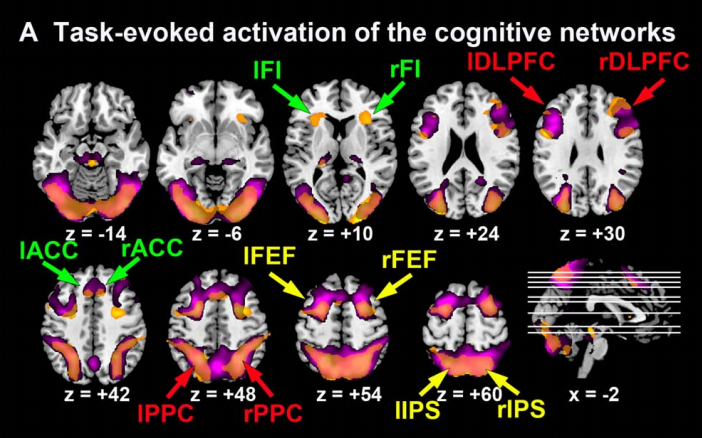 A Task-evoked activation of the cognitive networks
lFI rFI lDLPFC rDLPFC
z = -14 z = -6 z = +10 z = +24 z = +30
lACC rACC lFEF rFEF
z = +42 z = +48 z = +54 z = +60 x = -2
lPPC rPPC lIPS rIPS